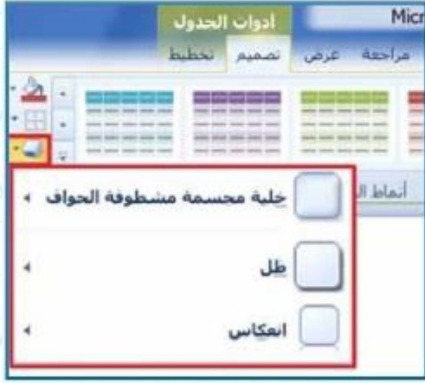 Micr
أدوات الجدول
مراجعة عرض تصميم تخطيط
أنماط ال
خلية مجسمة مشطوفة الحواف
ظل
انعكاس